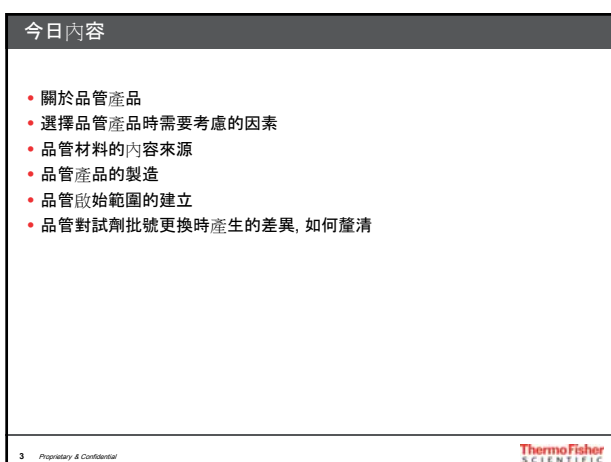 今日內容
• 關於品管產品
• 選擇品管產品時需要考慮的因素
• 品管材料的內容來源
• 品管產品的製造
• 品管啟始範圍的建立
• 品管對試劑批號更換時產生的差異, 如何釐清
3 Proprietary & Confidential
ThermoFisher
SCIENTIFIC